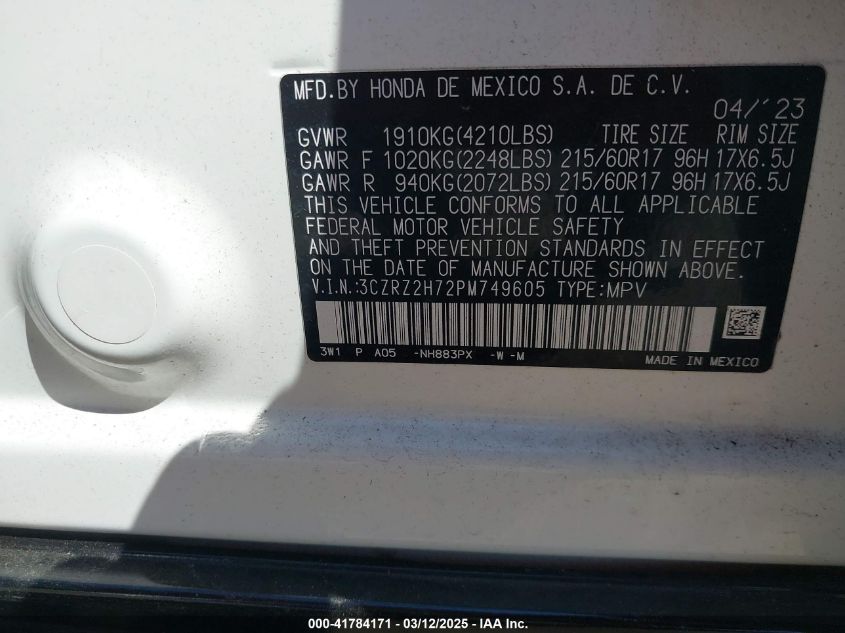 MFD.BY HONDA DE MEXICO S.A. DE C.V.
04/'23
GVWR 1910KG(4210LBS) TIRE SIZE RIM SIZE
GAWR F 1020KG(2248LBS) 215/60R17 96H 17X6.5J
GAWR R 940KG(2072LBS) 215/60R17 96H 17X6.5J
THIS VEHICLE CONFORMS TO ALL APPLICABLE
FEDERAL MOTOR VEHICLE SAFETY
AND THEFT PREVENTION STANDARDS IN EFFECT
ON THE DATE OF MANUFACTURE SHOWN ABOVE.
V.I.N.:3CZRZ2H72PM749605 TYPE:MPV
3W1 P A05 -NH883PX -W-M MADE IN MEXICO
000-41784171 - 03/12/2025 - IAA Inc.